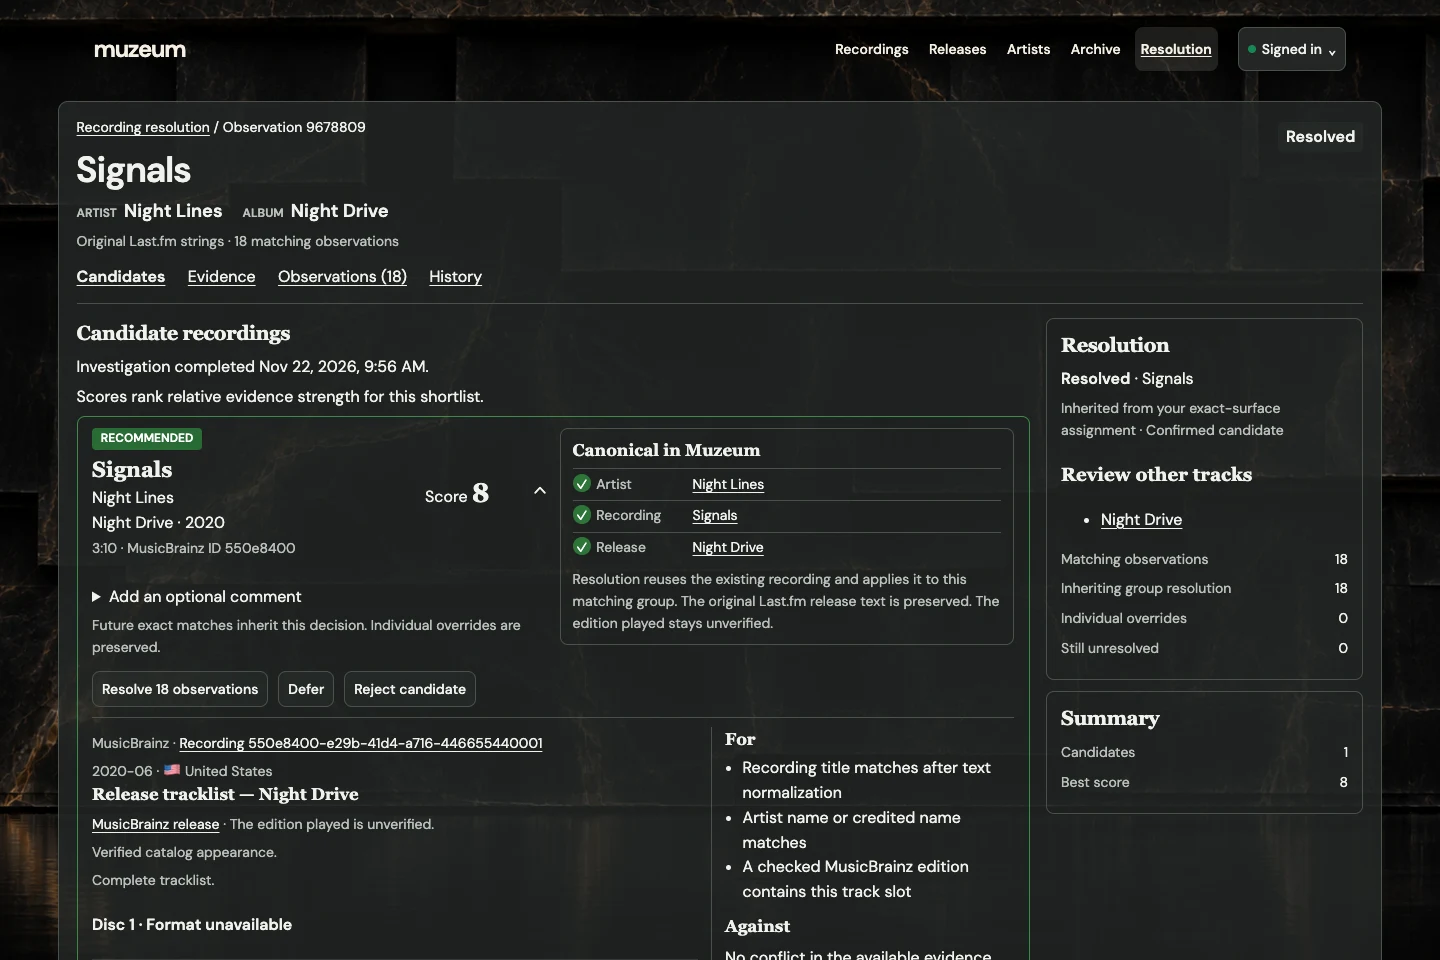 muzeum
Recordings Releases Artists Archive Resolution Signed in
Recording resolution / Observation 9678809
Resolved
Signals
ARTIST Night Lines ALBUM Night Drive
Original Last.fm strings · 18 matching observations
Candidates Evidence Observations (18) History
Candidate recordings
Investigation completed Nov 22, 2026, 9:56 AM.
Scores rank relative evidence strength for this shortlist.
RECOMMENDED
Signals
Night Lines
Night Drive · 2020
3:10 · MusicBrainz ID 550e8400
Score 8
Add an optional comment
Future exact matches inherit this decision. Individual overrides are
preserved.
Resolve 18 observations Defer Reject candidate
Canonical in Muzeum
Artist Night Lines
Recording Signals
Release Night Drive
Resolution reuses the existing recording and applies it to this
matching group. The original Last.fm release text is preserved. The
edition played stays unverified.
MusicBrainz · Recording 550e8400-e29b-41d4-a716-446655440001
2020-06 · United States
Release tracklist — Night Drive
MusicBrainz release · The edition played is unverified.
Verified catalog appearance.
Complete tracklist.
Disc 1 · Format unavailable
For
• Recording title matches after text
normalization
• Artist name or credited name
matches
• A checked MusicBrainz edition
contains this track slot
Against
No conflict in the available evidence
Resolution
Resolved · Signals
Inherited from your exact-surface
assignment · Confirmed candidate
Review other tracks
• Night Drive
Matching observations 18
Inheriting group resolution 18
Individual overrides 0
Still unresolved 0
Summary
Candidates 1
Best score 8